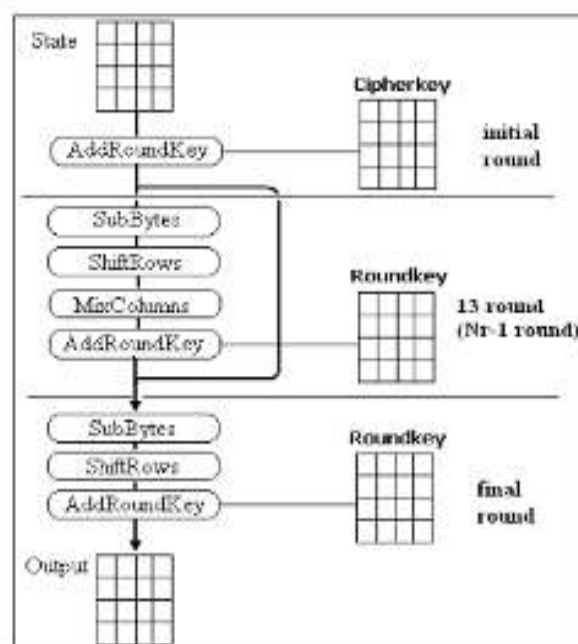 State
Cipherkey
AddRoundKey
initial
round
SubBytes
ShiftRows
MixColumns
AddRoundKey
Roundkey
13 round
(Nr-1 round)
SubBytes
ShiftRows
AddRoundKey
Roundkey
final
round
Output